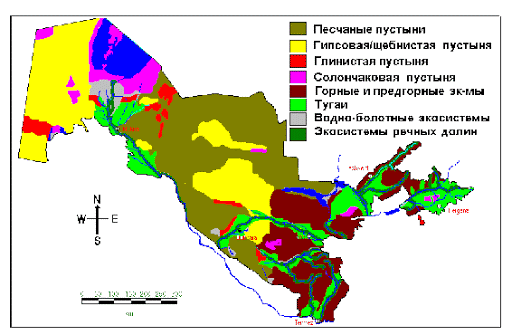 Песчаные пустыни
Гипсовая/щебнистая пустыня
Глинистая пустыня
Солончаковая пустыня
Горные и предгорные эк-мы
Тугаи
Водно-болотные экосистемы
Экосистемы речных долин
N
W E
S
Fergana
Termez